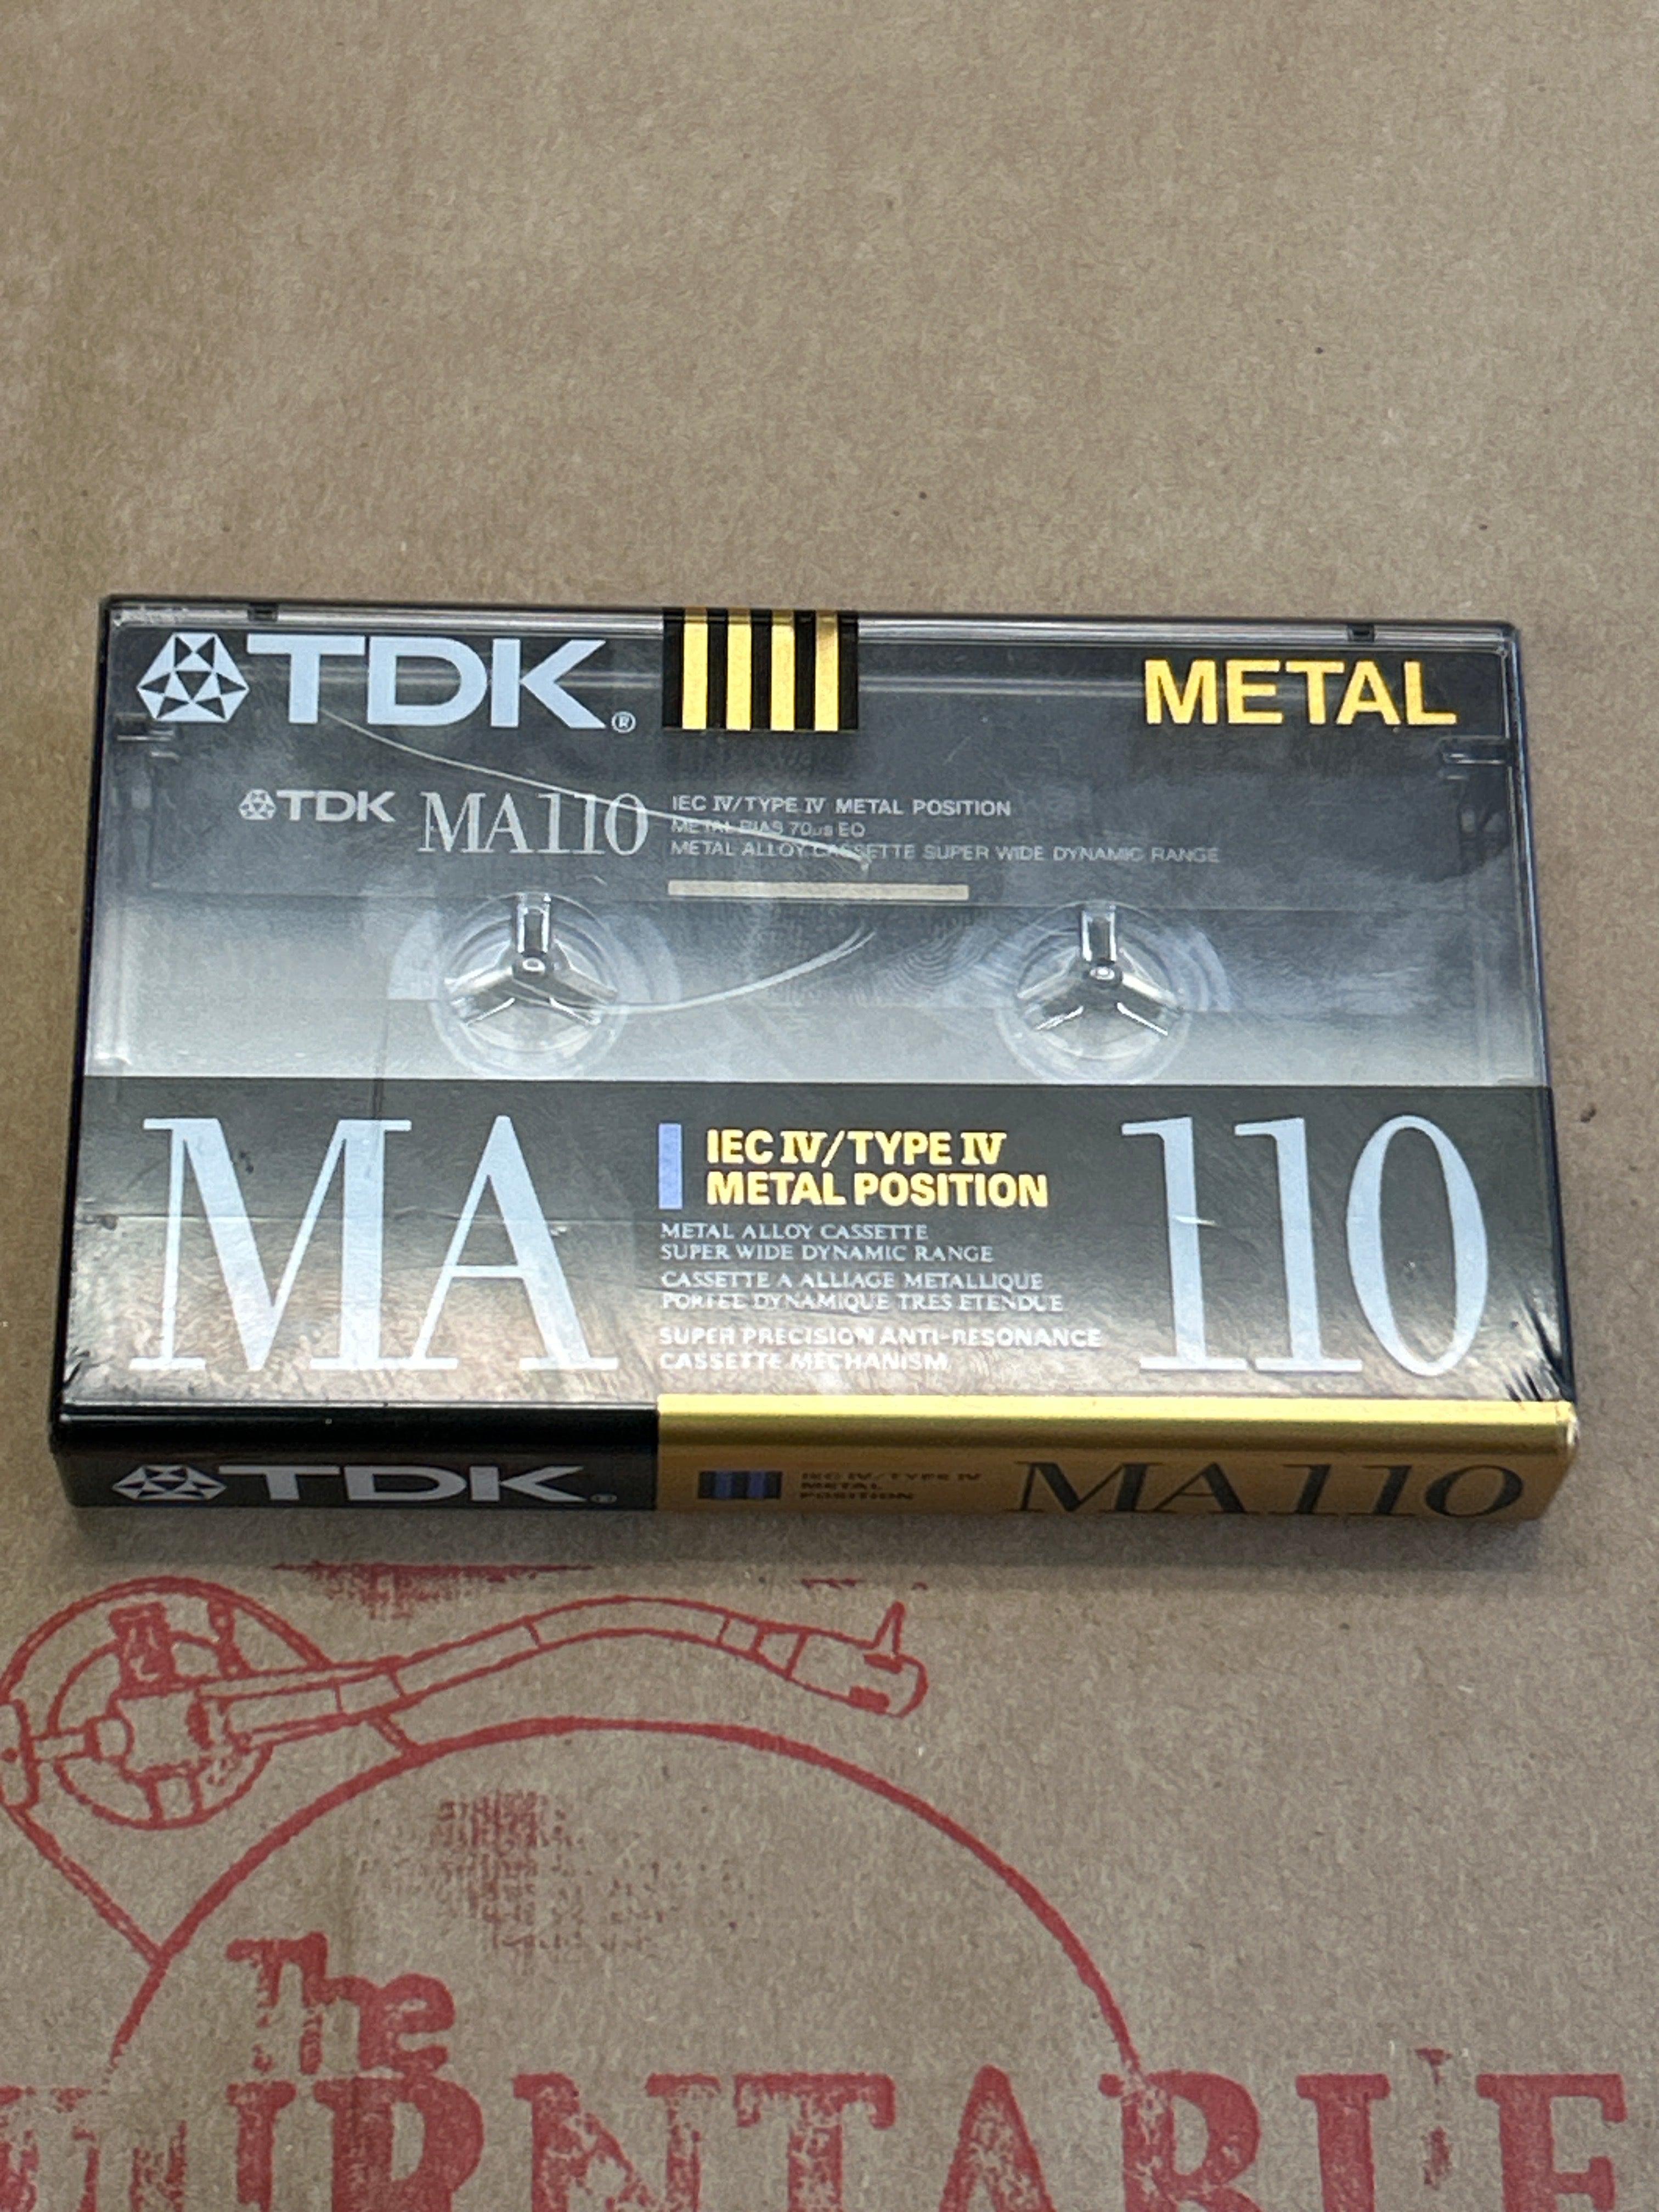 TDK®
METAL
TDK MA110
IEC IV/TYPE IV METAL POSITION
METAL BIAS 70μs EQ
METAL ALLOY CASSETTE SUPER WIDE DYNAMIC RANGE
MA
IEC IV/TYPE IV
METAL POSITION
METAL ALLOY CASSETTE
SUPER WIDE DYNAMIC RANGE
CASSETTE A ALLIAGE METALLIQUE
PORTEE DYNAMIQUE TRES ETENDUE
SUPER PRECISION ANTI-RESONANCE
CASSETTE MECHANISM
110
TDK®
IEC IV/TYPE IV
METAL
POSITION
MA110
The
TURNTABLE